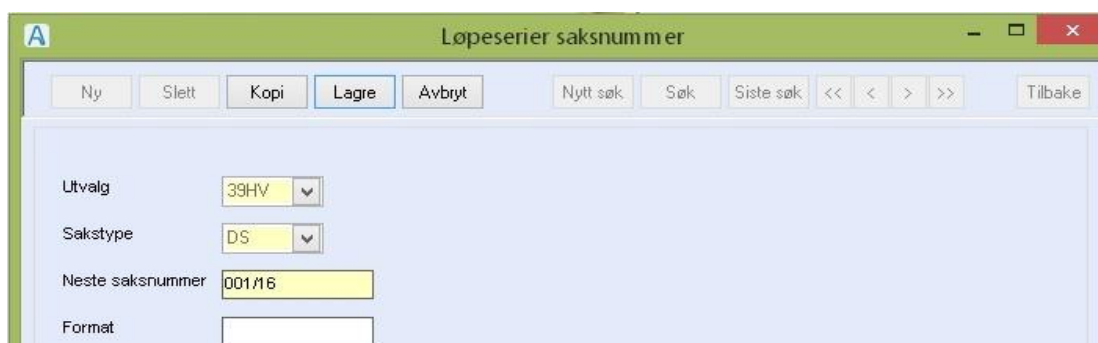 A Løpeserier saksnummer
Ny Slett Kopi Lagre Avbryt Nytt søk Søk Siste søk << < > >> Tilbake
Utvalg 39HV
Sakstype DS
Neste saksnummer 001/16
Format